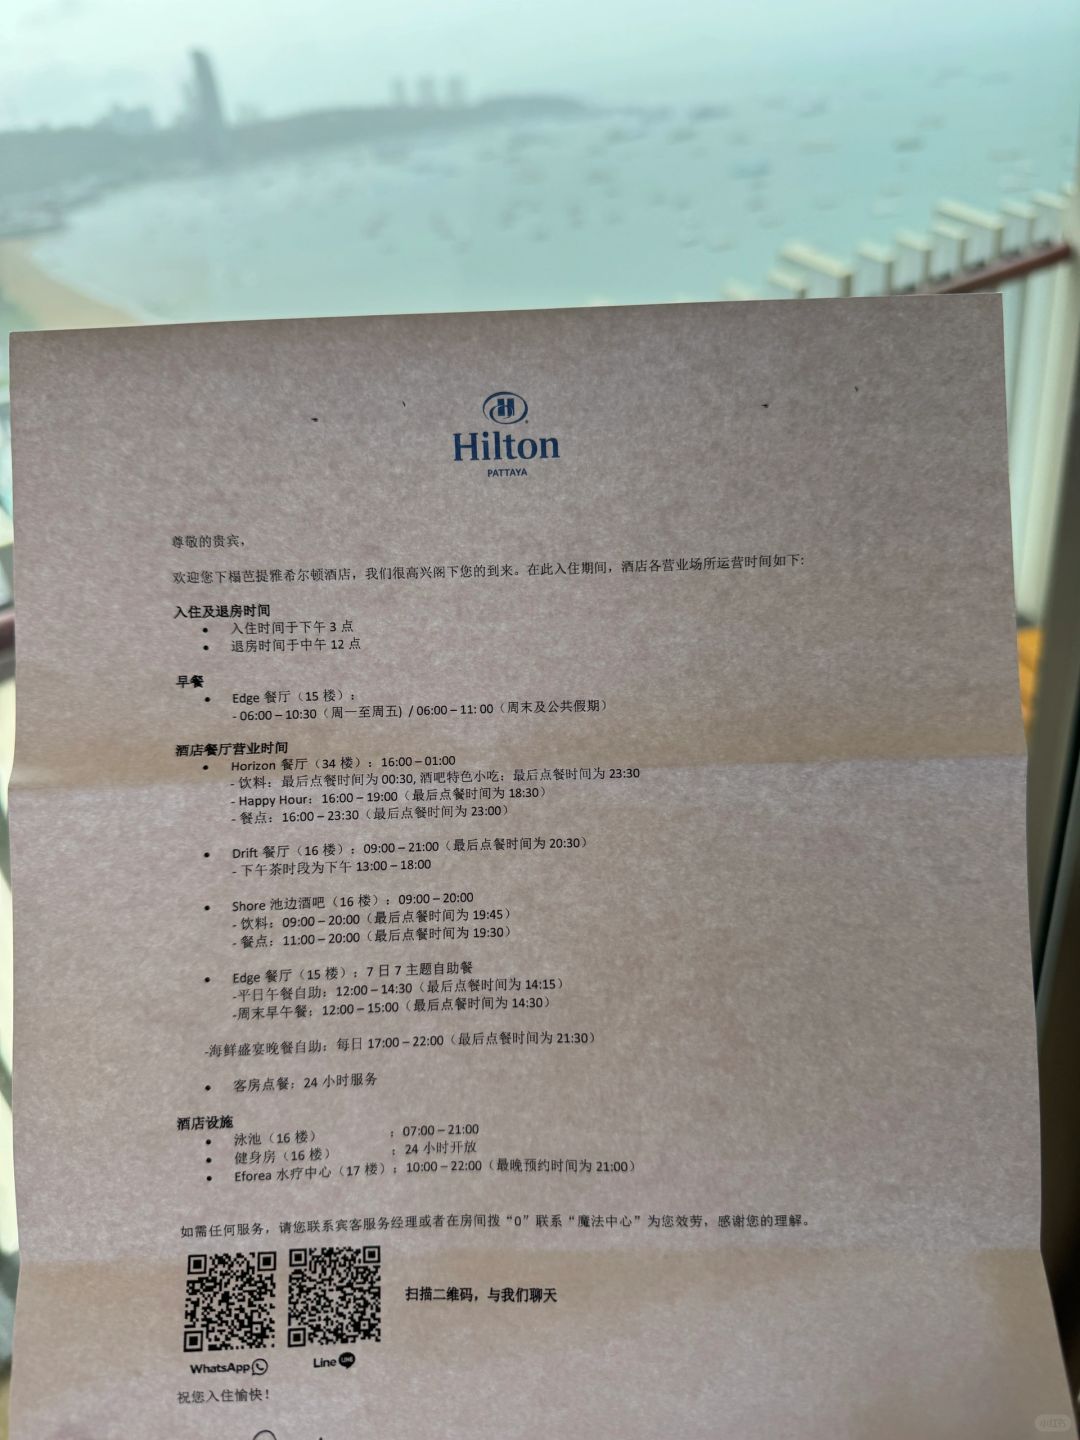 Hilton
PATTAYA
尊敬的贵宾，
欢迎您下榻芭提雅希尔顿酒店，我们很高兴阁下您的到来。在此入住期间，酒店各营业场所运营时间如下:
入住及退房时间
• 入住时间于下午 3 点
• 退房时间于中午 12 点
早餐
• Edge 餐厅（15 楼）:
- 06:00 – 10:30（周一至周五) / 06:00 – 11: 00（周末及公共假期）
酒店餐厅营业时间
• Horizon 餐厅（34 楼）: 16:00 – 01:00
- 饮料: 最后点餐时间为 00:30, 酒吧特色小吃: 最后点餐时间为 23:30
- Happy Hour: 16:00 – 19:00（最后点餐时间为 18:30）
- 餐点: 16:00 – 23:30（最后点餐时间为 23:00）
• Drift 餐厅（16 楼）: 09:00 – 21:00（最后点餐时间为 20:30）
- 下午茶时段为下午 13:00 – 18:00
• Shore 池边酒吧（16 楼）: 09:00 – 20:00
- 饮料: 09:00 – 20:00（最后点餐时间为 19:45）
- 餐点: 11:00 – 20:00（最后点餐时间为 19:30）
• Edge 餐厅（15 楼）: 7 日 7 主题自助餐
-平日午餐自助: 12:00 – 14:30（最后点餐时间为 14:15）
-周末早午餐: 12:00 – 15:00（最后点餐时间为 14:30）
-海鲜盛宴晚餐自助: 每日 17:00 – 22:00（最后点餐时间为 21:30）
• 客房点餐: 24 小时服务
酒店设施
• 泳池（16 楼） : 07:00 – 21:00
• 健身房（16 楼） : 24 小时开放
• Eforea 水疗中心（17 楼）: 10:00 – 22:00（最晚预约时间为 21:00）
如需任何服务，请您联系宾客服务经理或者在房间拨“0”联系“魔法中心”为您效劳，感谢您的理解。
扫描二维码，与我们聊天
WhatsApp Line LINE
祝您入住愉快！
小红书